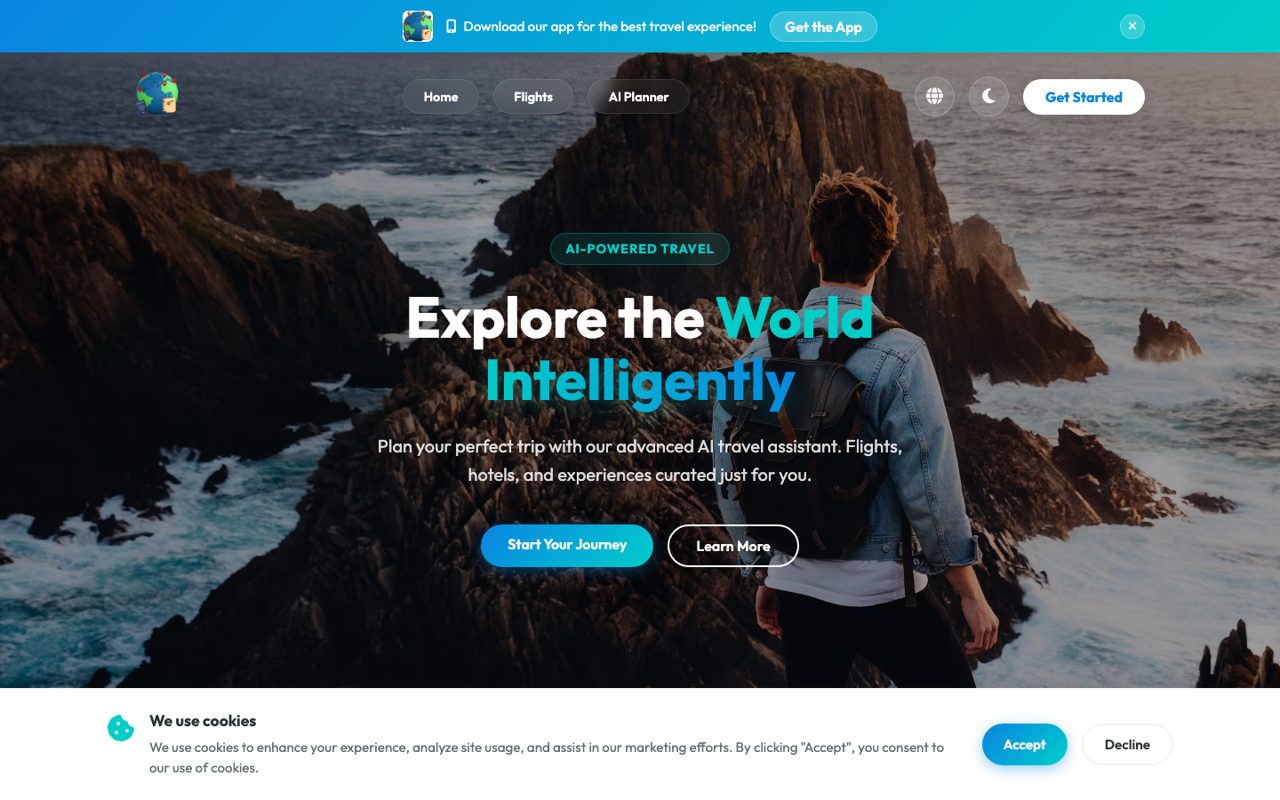 Download our app for the best travel experience!
Get the App
Home
Flights
AI Planner
Get Started
AI-POWERED TRAVEL
Explore the World
Intelligently
Plan your perfect trip with our advanced AI travel assistant. Flights,
hotels, and experiences curated just for you.
Start Your Journey
Learn More
We use cookies
We use cookies to enhance your experience, analyze site usage, and assist in our marketing efforts. By clicking "Accept", you consent to
our use of cookies.
Accept
Decline